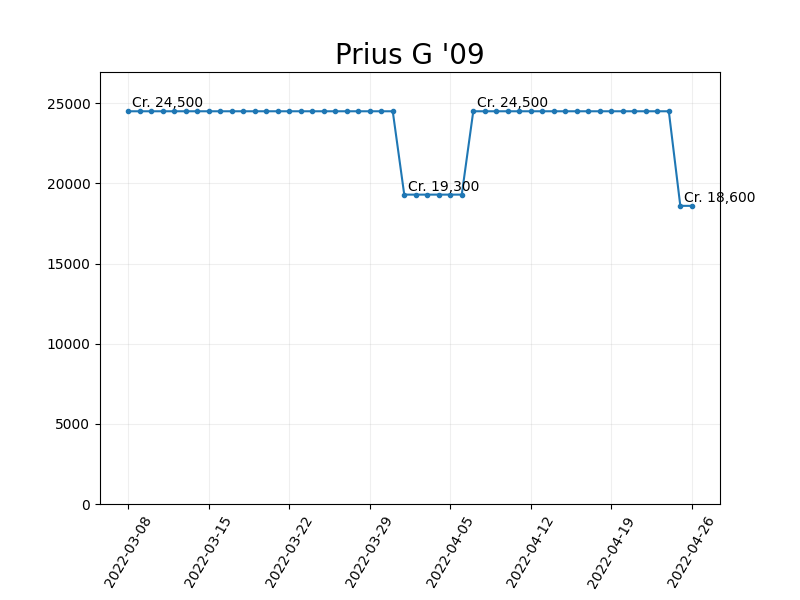 Prius G '09
Cr. 24,500
Cr. 24,500
Cr. 19,300
Cr. 18,600
25000
20000
15000
10000
5000
0
2022-03-08
2022-03-15
2022-03-22
2022-03-29
2022-04-05
2022-04-12
2022-04-19
2022-04-26